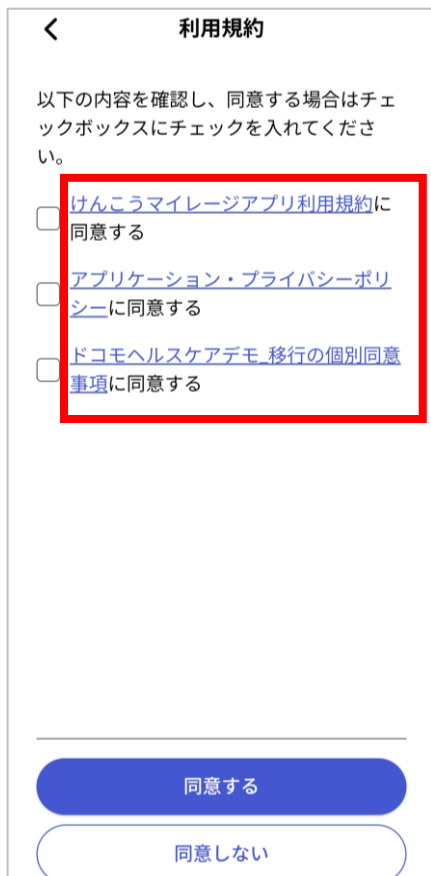 利用規約
以下の内容を確認し、同意する場合はチェ
ックボックスにチェックを入れてくださ
い。
けんこうマイレージアプリ利用規約に
同意する
アプリケーション・プライバシーポリ
シーに同意する
ドコモヘルスケアデモ_移行の個別同意
事項に同意する
同意する
同意しない